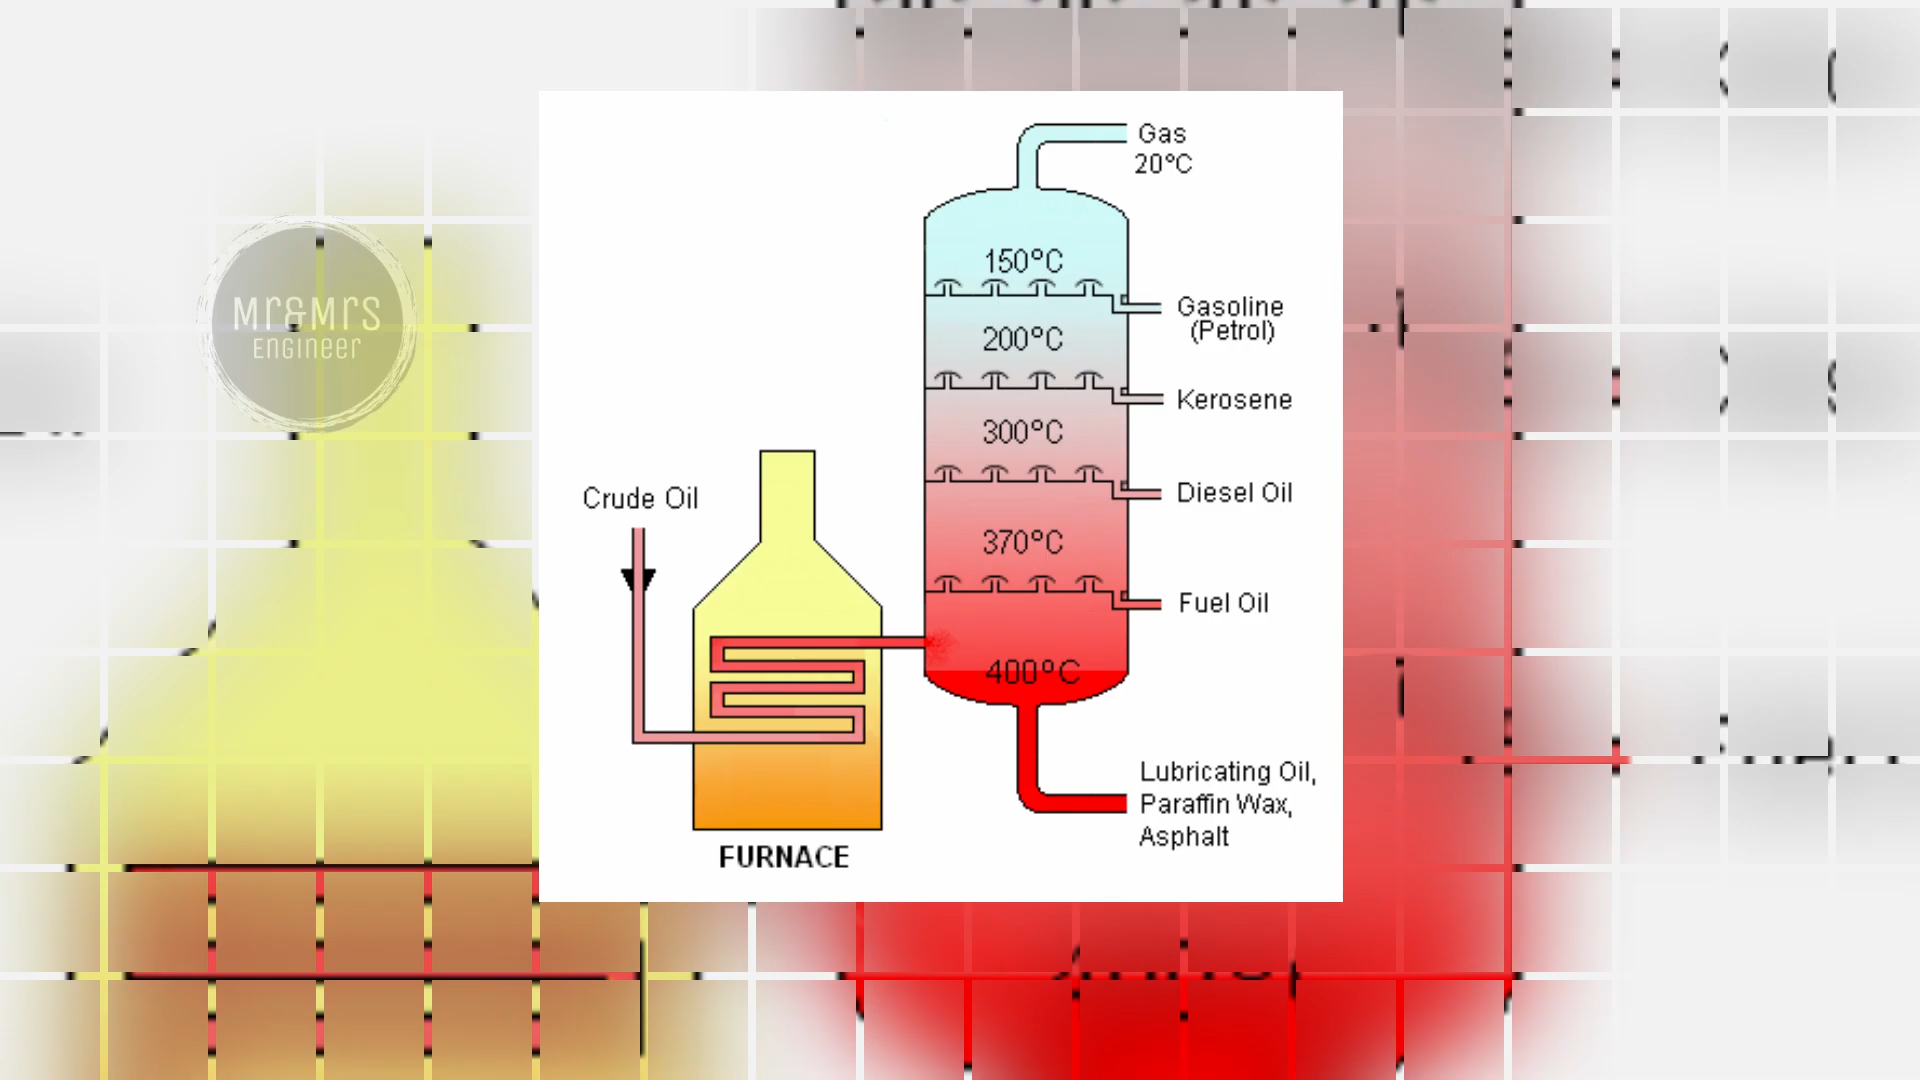 Mr&Mrs
Engineer
Gas
20°C
150°C
Gasoline
(Petrol)
200°C
Kerosene
300°C
Crude Oil
Diesel Oil
370°C
Fuel Oil
400°C
Lubricating Oil,
Paraffin Wax,
Asphalt
FURNACE